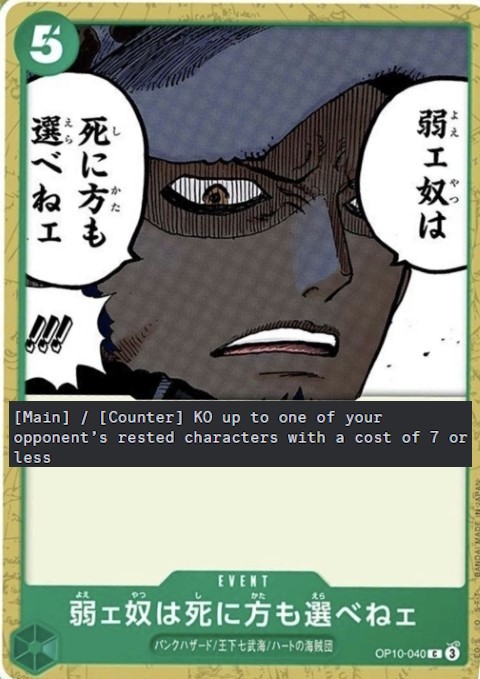 5
弱ェ奴は
死に方も
選べねェ
!!!
[Main] / [Counter] KO up to one of your
opponent’s rested characters with a cost of 7 or
less
EVENT
弱ェ奴は死に方も選べねェ
パンクハザード/王下七武海/ハートの海賊団
OP10-040 C 3